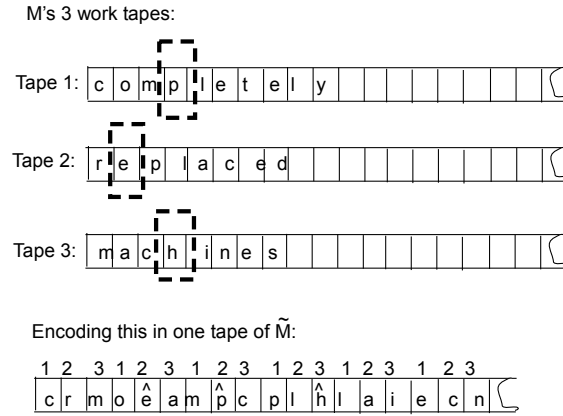 M's 3 work tapes:
Tape 1: c o m p l e t e l y
Tape 2: r e p l a c e d
Tape 3: m a c h i n e s
Encoding this in one tape of M̃:
1 2 3 1 2 3 1 2 3 1 2 3 1 2 3 1 2 3
c r m o ê a m p̂ c p l ĥ l a i e c n